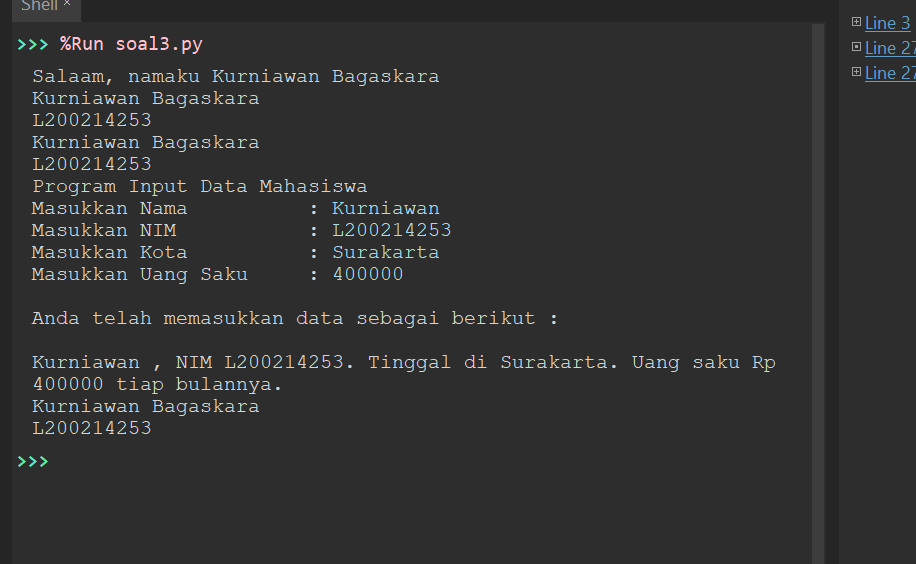 Shell ×
>>> %Run soal3.py
Salaam, namaku Kurniawan Bagaskara
Kurniawan Bagaskara
L200214253
Kurniawan Bagaskara
L200214253
Program Input Data Mahasiswa
Masukkan Nama : Kurniawan
Masukkan NIM : L200214253
Masukkan Kota : Surakarta
Masukkan Uang Saku : 400000
Anda telah memasukkan data sebagai berikut :
Kurniawan , NIM L200214253. Tinggal di Surakarta. Uang saku Rp
400000 tiap bulannya.
Kurniawan Bagaskara
L200214253
>>>
Line 3
Line 27
Line 27